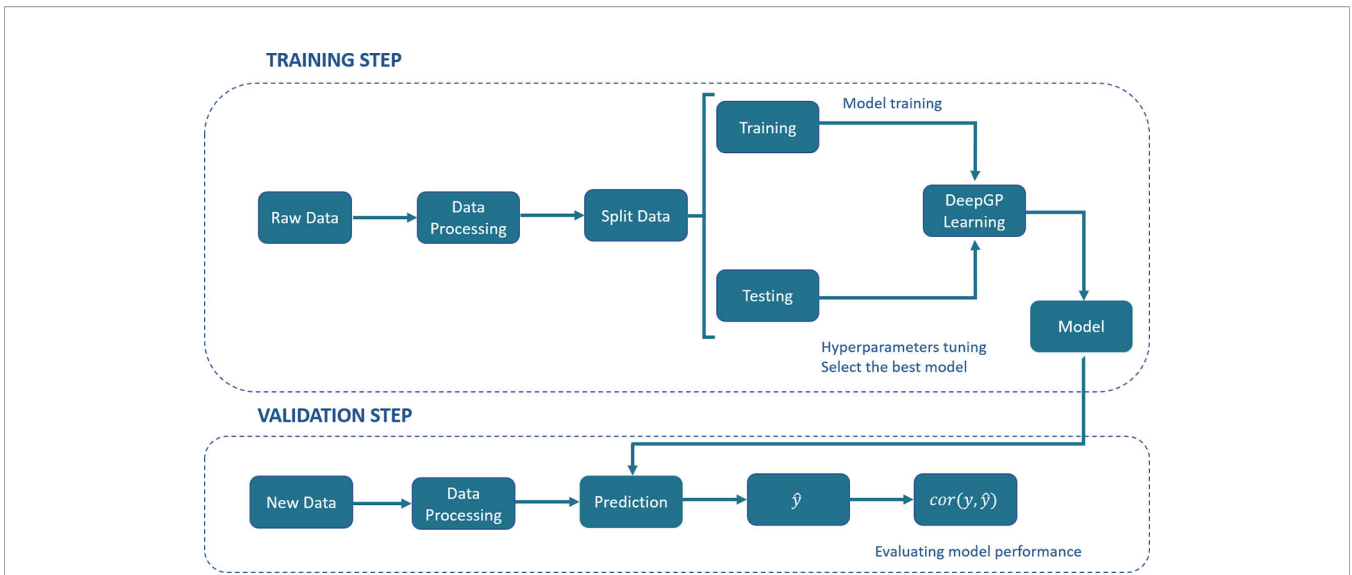 TRAINING STEP
Model training
Training
Raw Data
Data
Processing
Split Data
DeepGP
Learning
Testing
Model
Hyperparameters tuning
Select the best model
VALIDATION STEP
New Data
Data
Processing
Prediction
ŷ
cor(y, ŷ)
Evaluating model performance